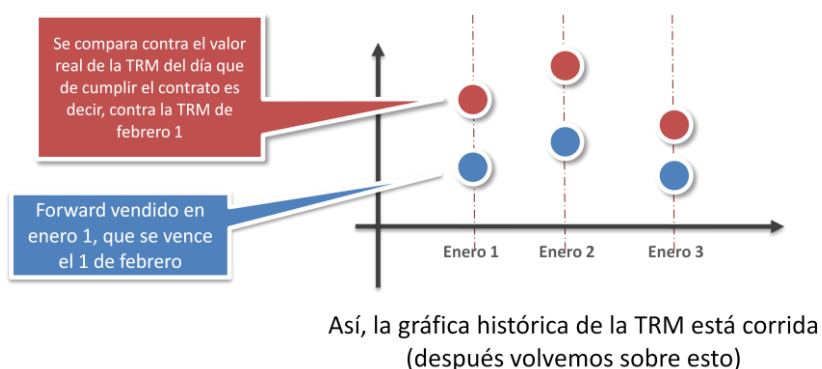 Se compara contra el valor
real de la TRM del día que
de cumplir el contrato es
decir, contra la TRM de
febrero 1
Forward vendido en
enero 1, que se vence
el 1 de febrero
Enero 1
Enero 2
Enero 3
Así, la gráfica histórica de la TRM está corrida
(después volvemos sobre esto)